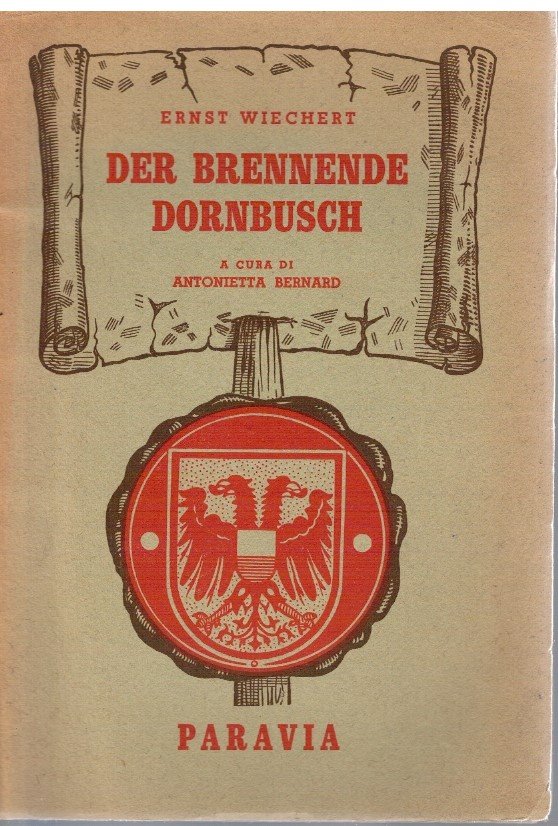 ERNST WIECHERT
DER BRENNENDE
DORNBUSCH
A CURA DI
ANTONIETTA BERNARD
PARAVIA